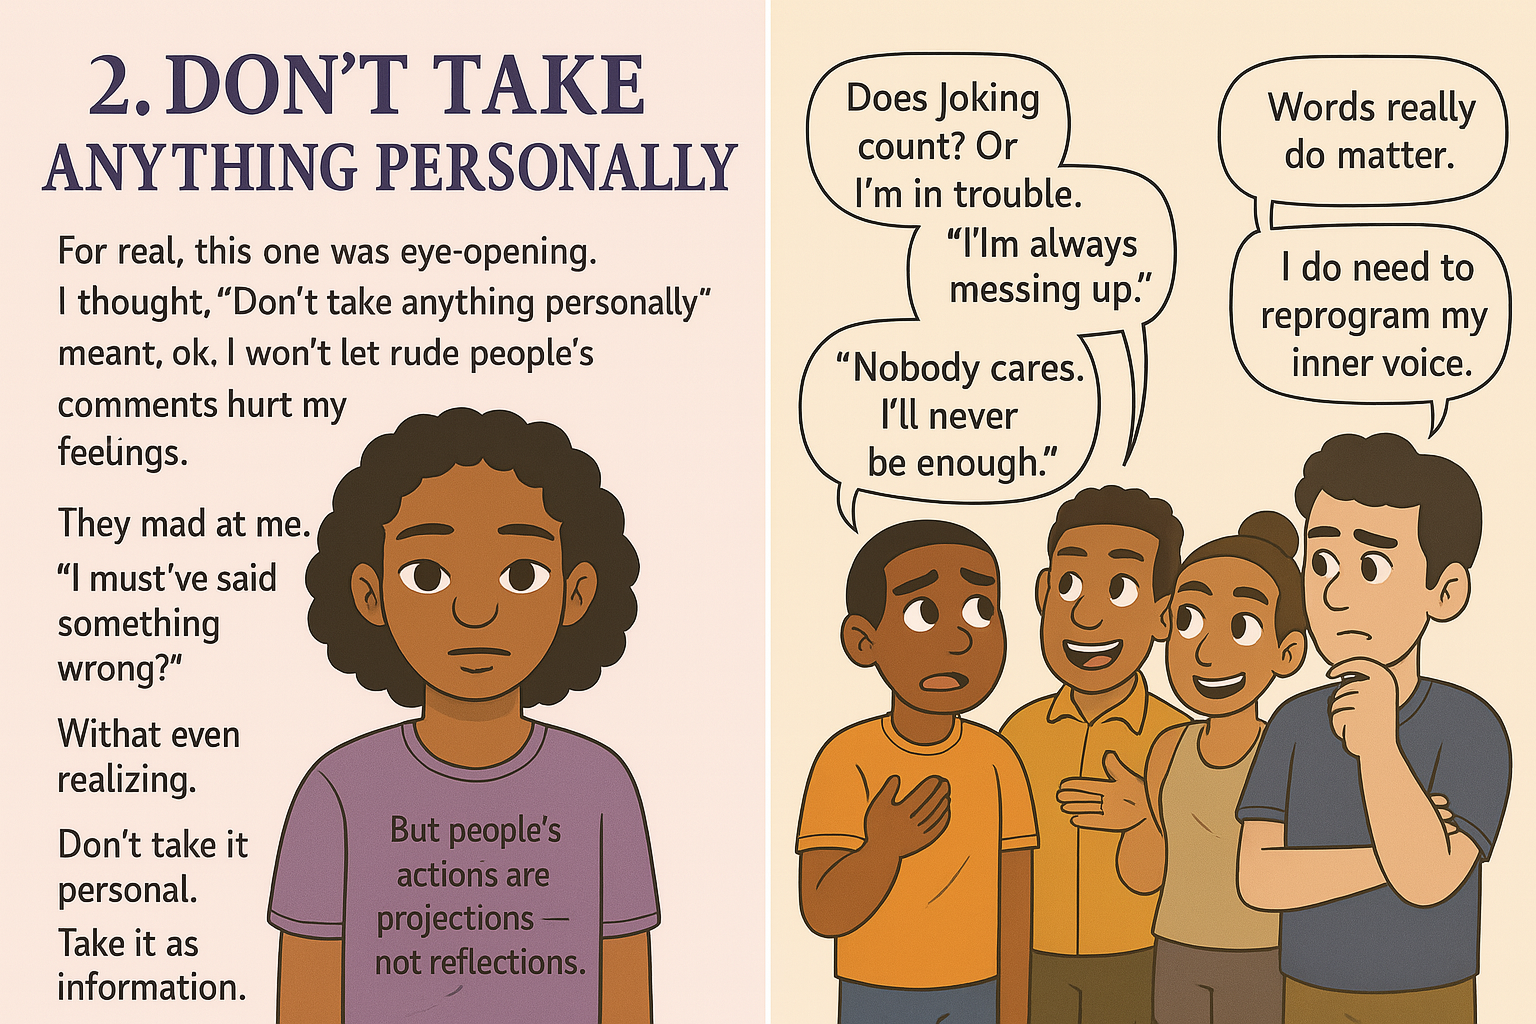 2. DON'T TAKE
ANYTHING PERSONALLY
For real, this one was eye-opening.
I thought, “Don't take anything personally”
meant, ok. I won't let rude people's
comments hurt my
feelings.
They mad at me.
“I must've said
something
wrong?”
Withat even
realizing.
Don't take it
personal.
Take it as
information.
But people's
actions are
projections —
not reflections.
Does Joking
count? Or
I'm in trouble.
“I'Im always
messing up.”
“Nobody cares.
I'll never
be enough.”
Words really
do matter.
I do need to
reprogram my
inner voice.